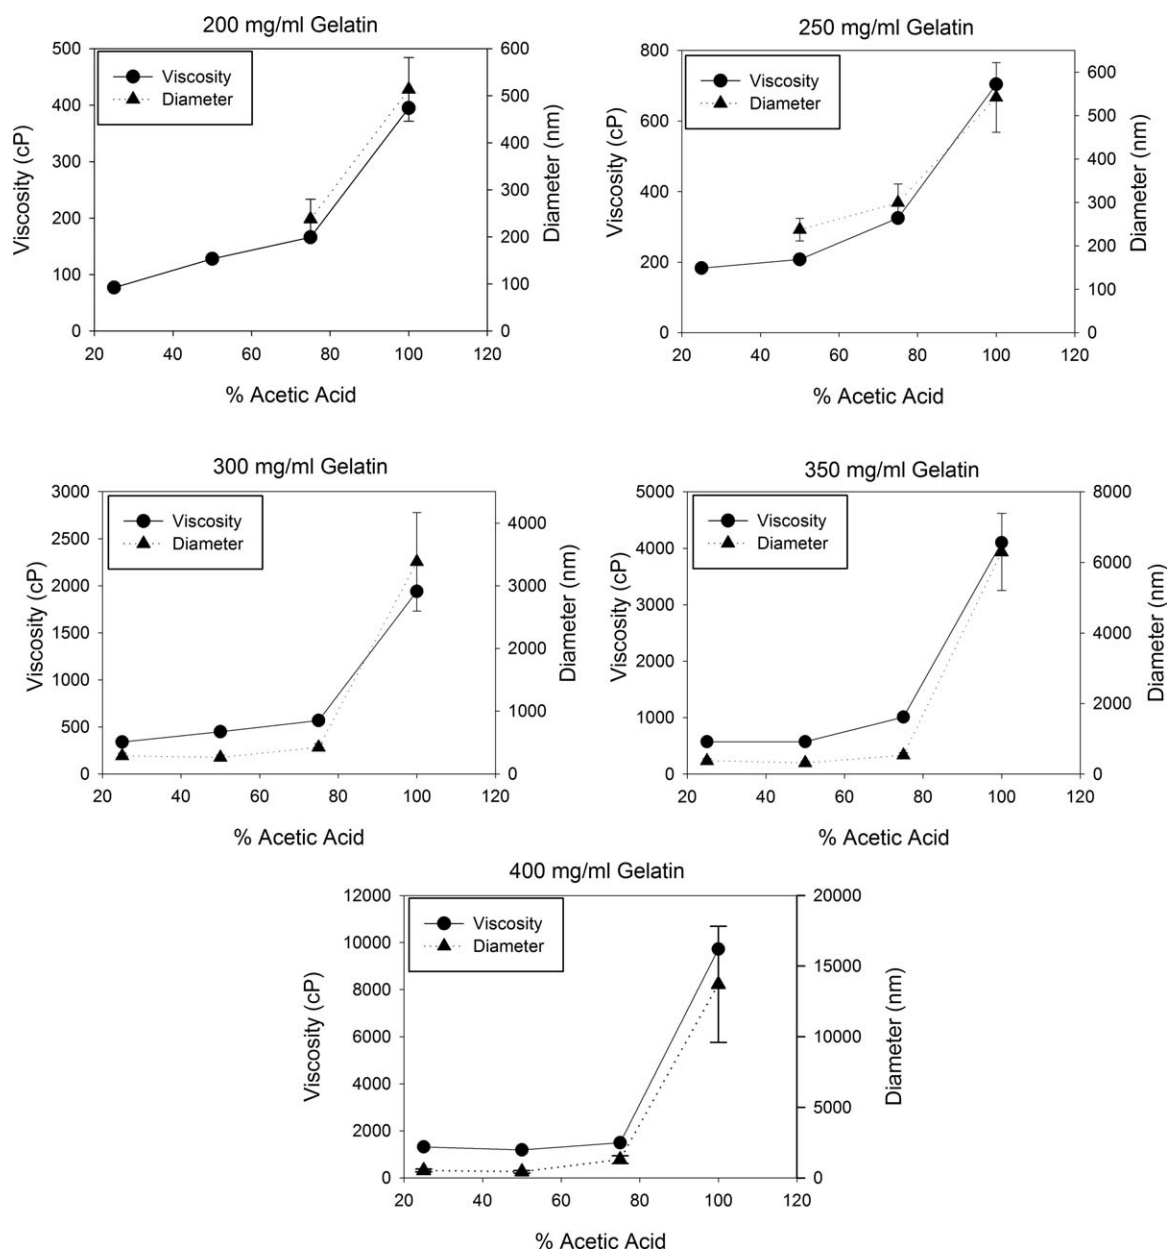 200 mg/ml Gelatin
500
400
300
200
100
0
Viscosity (cP)
Viscosity
Diameter
600
500
400
300
200
100
0
Diameter (nm)
20 40 60 80 100 120
% Acetic Acid
250 mg/ml Gelatin
800
600
400
200
0
Viscosity (cP)
Viscosity
Diameter
600
500
400
300
200
100
0
Diameter (nm)
20 40 60 80 100 120
% Acetic Acid
300 mg/ml Gelatin
3000
2500
2000
1500
1000
500
0
Viscosity (cP)
Viscosity
Diameter
4000
3000
2000
1000
0
Diameter (nm)
20 40 60 80 100 120
% Acetic Acid
350 mg/ml Gelatin
5000
4000
3000
2000
1000
0
Viscosity (cP)
Viscosity
Diameter
8000
6000
4000
2000
0
Diameter (nm)
20 40 60 80 100 120
% Acetic Acid
400 mg/ml Gelatin
12000
10000
8000
6000
4000
2000
0
Viscosity (cP)
Viscosity
Diameter
20000
15000
10000
5000
0
Diameter (nm)
20 40 60 80 100 120
% Acetic Acid